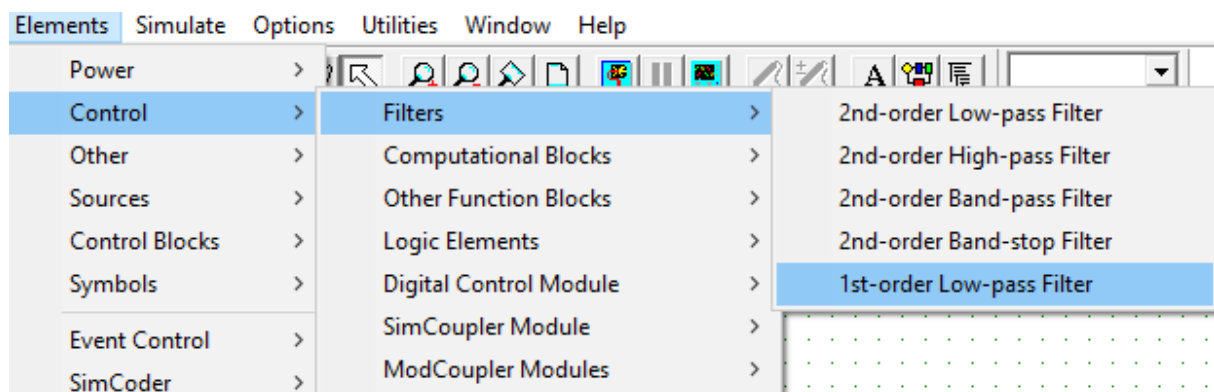 Elements Simulate Options Utilities Window Help
Power
Control
Other
Sources
Control Blocks
Symbols
Event Control
SimCoder
Filters
Computational Blocks
Other Function Blocks
Logic Elements
Digital Control Module
SimCoupler Module
ModCoupler Modules
2nd-order Low-pass Filter
2nd-order High-pass Filter
2nd-order Band-pass Filter
2nd-order Band-stop Filter
1st-order Low-pass Filter
A